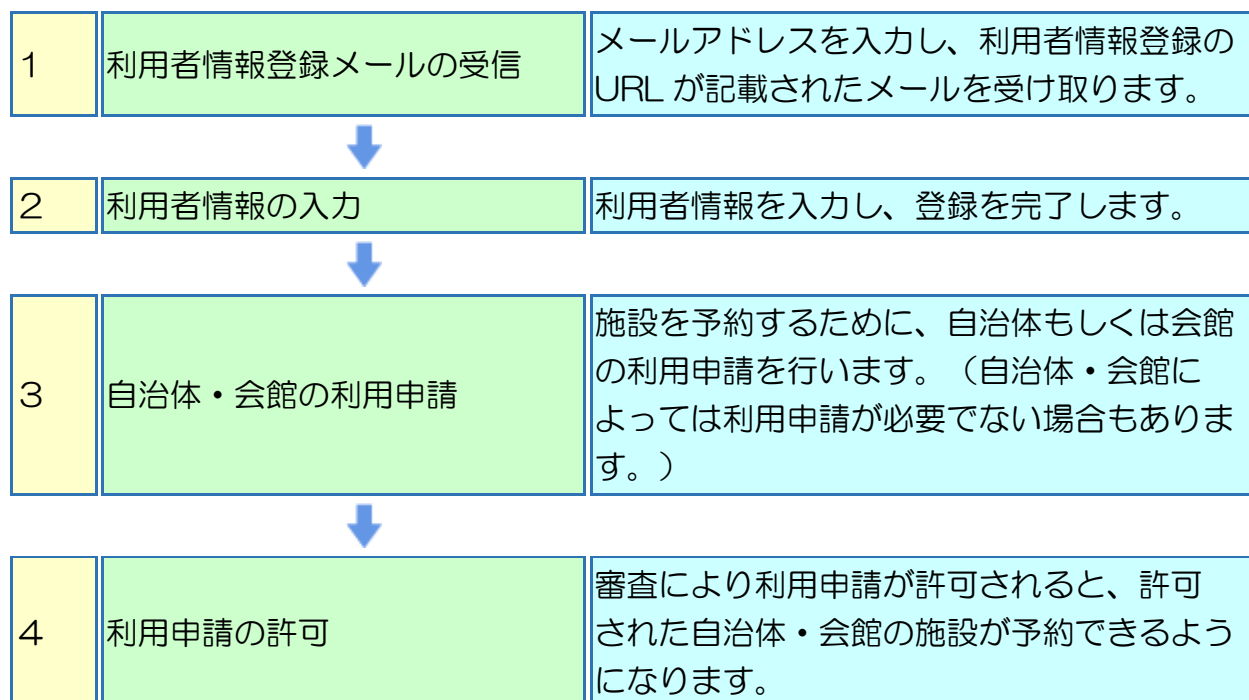 1
利用者情報登録メールの受信
メールアドレスを入力し、利用者情報登録の
URL が記載されたメールを受け取ります。
2
利用者情報の入力
利用者情報を入力し、登録を完了します。
3
自治体・会館の利用申請
施設を予約するために、自治体もしくは会館
の利用申請を行います。（自治体・会館に
よっては利用申請が必要でない場合もありま
す。）
4
利用申請の許可
審査により利用申請が許可されると、許可
された自治体・会館の施設が予約できるよう
になります。